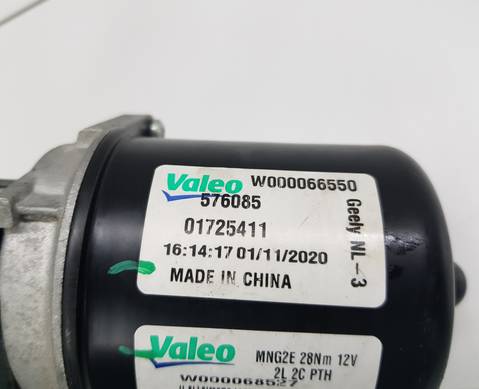 Valeo W000066550
576085
01725411
16:14:17 01/11/2020
MADE IN CHINA
Geely NL-3
Valeo MNG2E 28Nm 12V
2L 2C PTH
W000068527